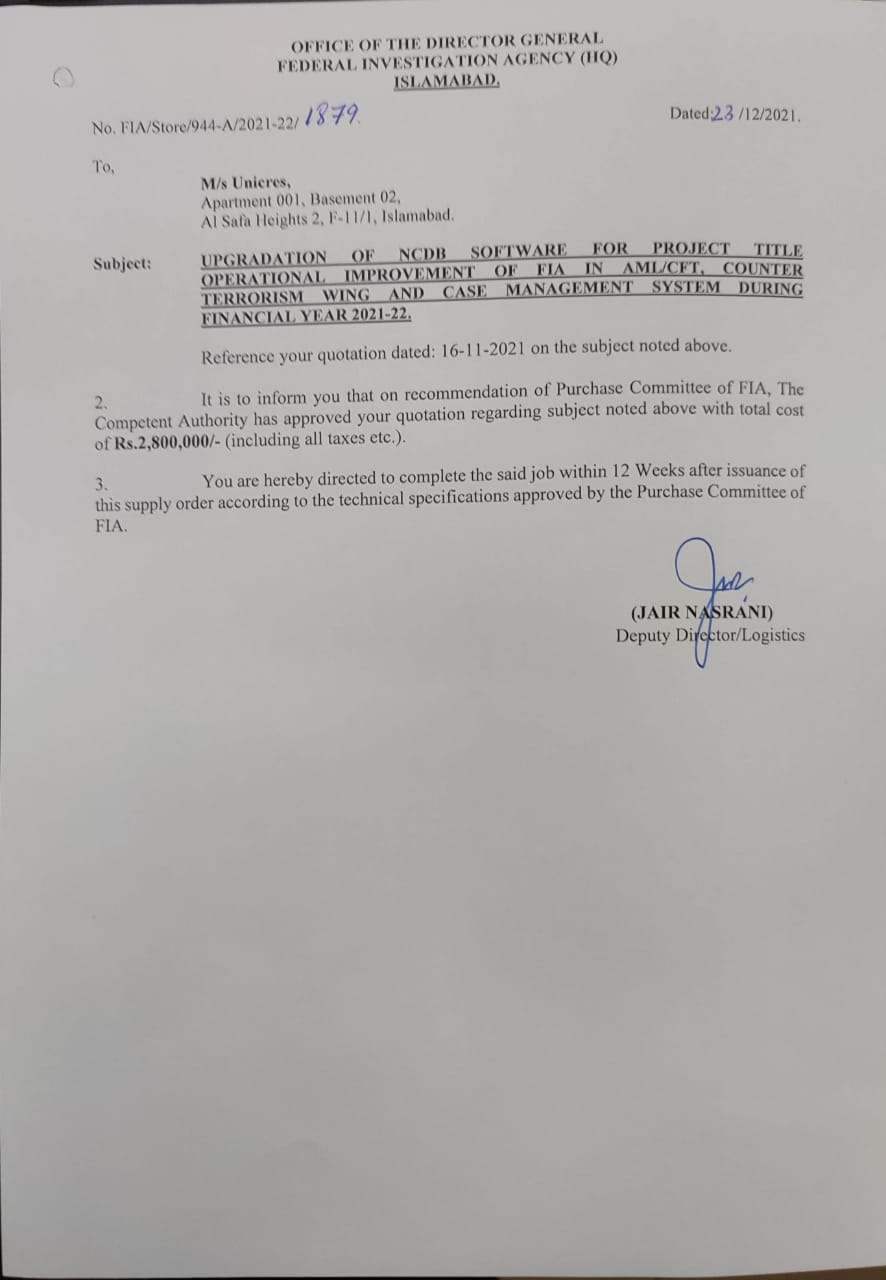 OFFICE OF THE DIRECTOR GENERAL
FEDERAL INVESTIGATION AGENCY (HQ)
ISLAMABAD.
No. FIA/Store/944-A/2021-22/ 1879.
Dated:23/12/2021.
To,
M/s Unicres,
Apartment 001, Basement 02,
Al Safa Heights 2, F-11/1, Islamabad.
Subject: UPGRADATION OF NCDB SOFTWARE FOR PROJECT TITLE
OPERATIONAL IMPROVEMENT OF FIA IN AML/CFT, COUNTER
TERRORISM WING AND CASE MANAGEMENT SYSTEM DURING
FINANCIAL YEAR 2021-22.
Reference your quotation dated: 16-11-2021 on the subject noted above.
2. It is to inform you that on recommendation of Purchase Committee of FIA, The
Competent Authority has approved your quotation regarding subject noted above with total cost
of Rs.2,800,000/- (including all taxes etc.).
3. You are hereby directed to complete the said job within 12 Weeks after issuance of
this supply order according to the technical specifications approved by the Purchase Committee of
FIA.
(JAIR NASRANI)
Deputy Director/Logistics